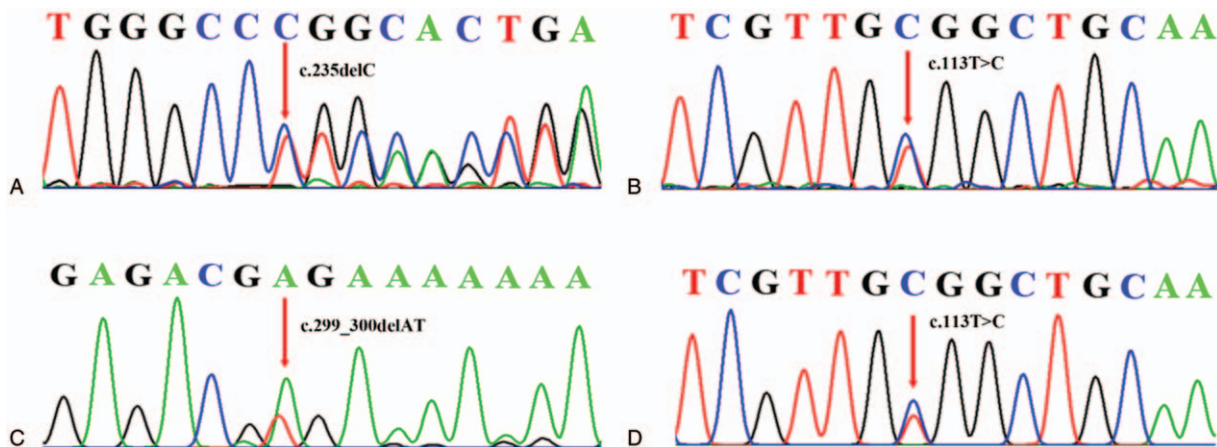 TGGGCCCGGCACTGA
c.235delC
A
TCGTTGCGGCTGCAA
c.113T>C
B
GAGACGAGAAAAAAA
c.299_300delAT
C
TCGTTGCGGCTGCAA
c.113T>C
D